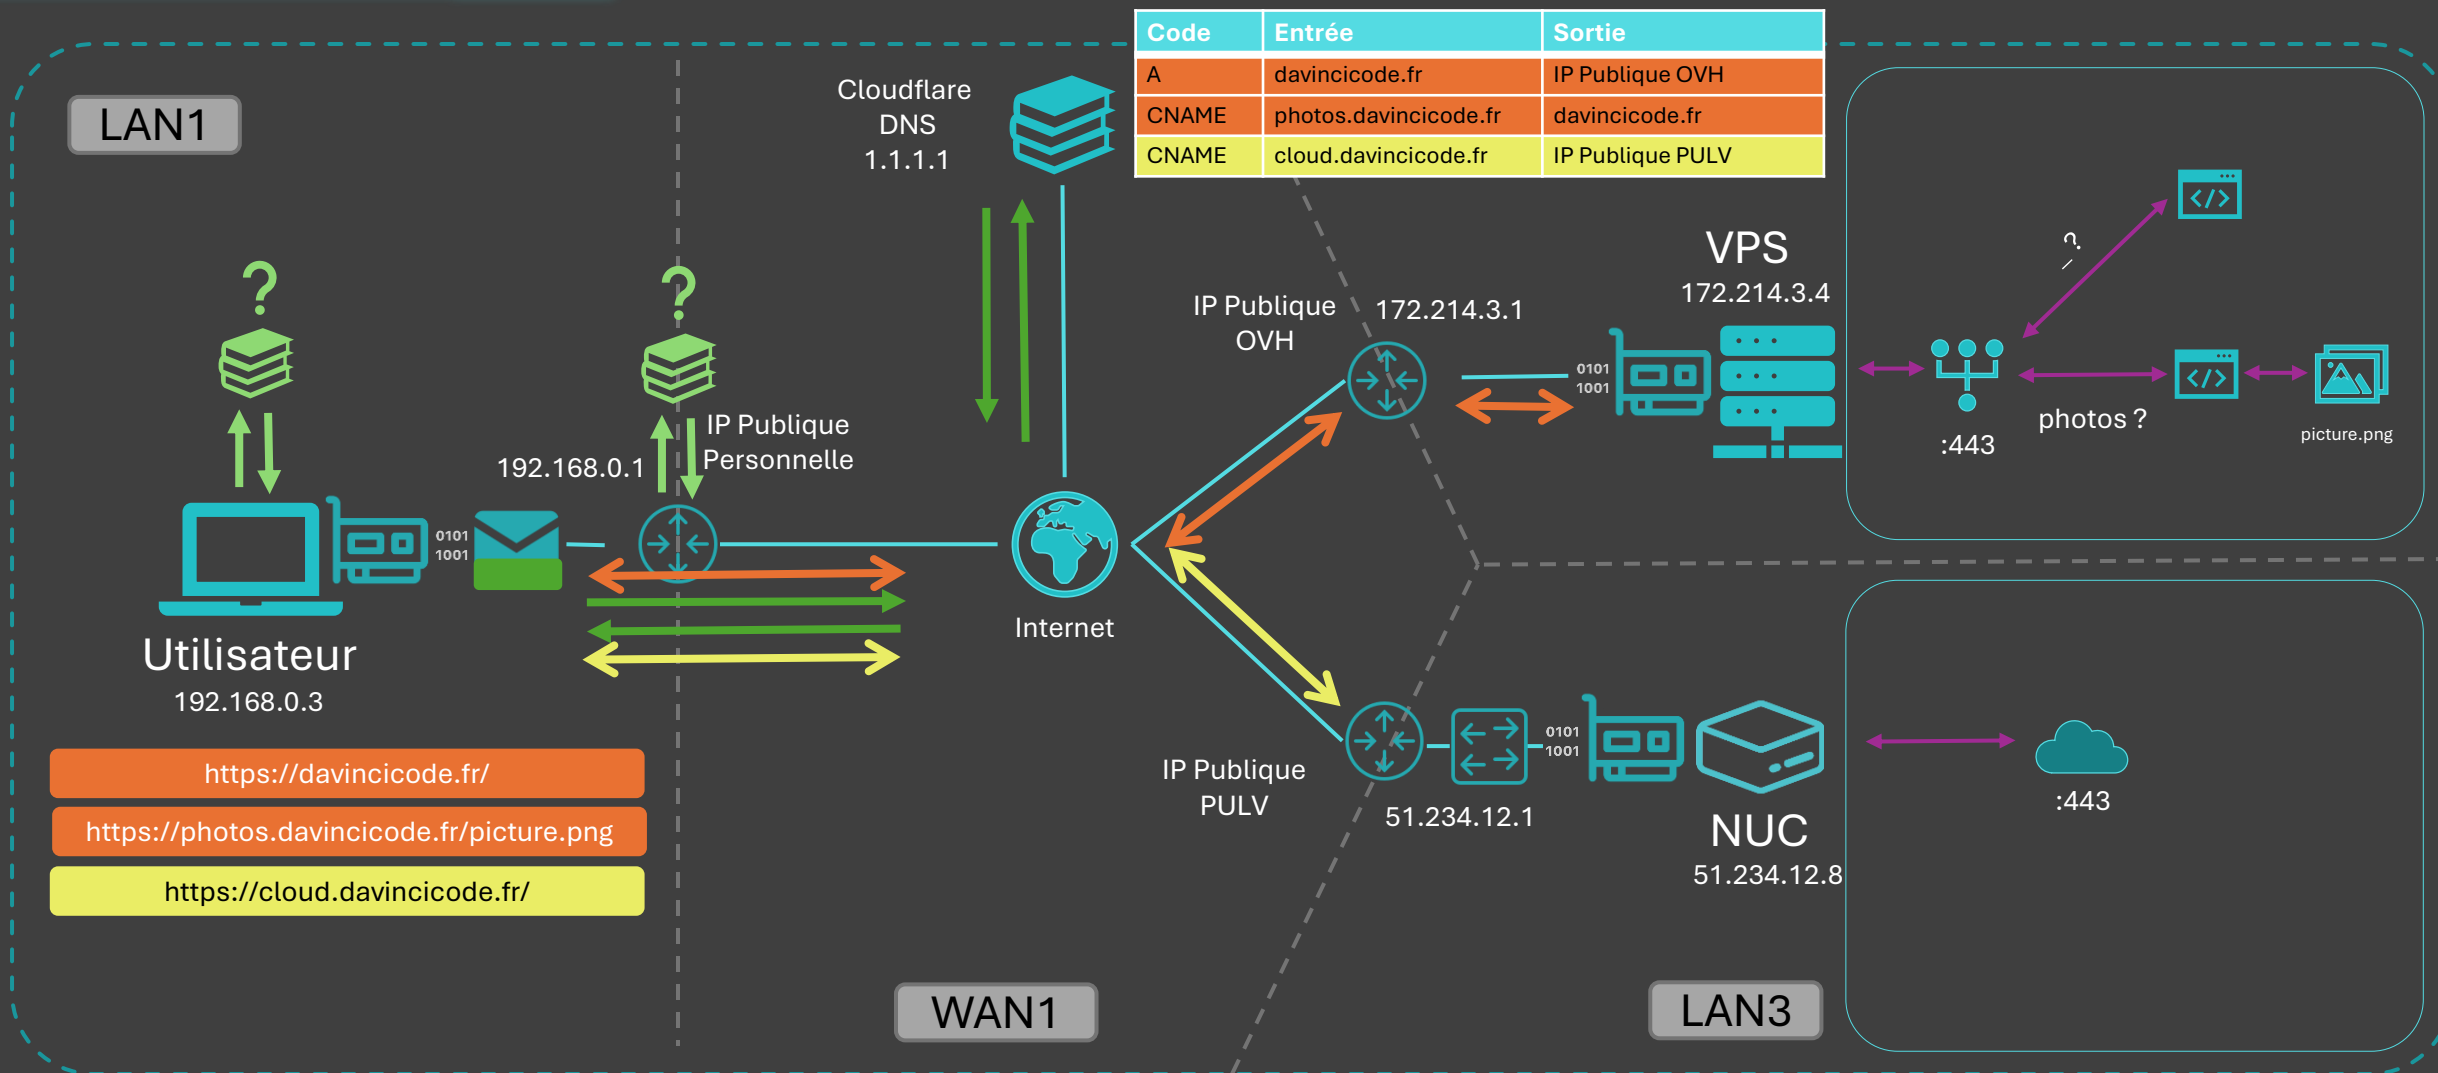 Code Entrée Sortie
A davincicode.fr IP Publique OVH
CNAME photos.davincicode.fr davincicode.fr
CNAME cloud.davincicode.fr IP Publique PULV
LAN1
Cloudflare
DNS
1.1.1.1
?
?
VPS
172.214.3.4
IP Publique
OVH
172.214.3.1
0101
1001
_ ?
photos ?
:443
picture.png
192.168.0.1
IP Publique
Personnelle
0101
1001
Internet
Utilisateur
192.168.0.3
https://davincicode.fr/
https://photos.davincicode.fr/picture.png
https://cloud.davincicode.fr/
IP Publique
PULV
51.234.12.1
0101
1001
NUC
51.234.12.8
:443
WAN1
LAN3